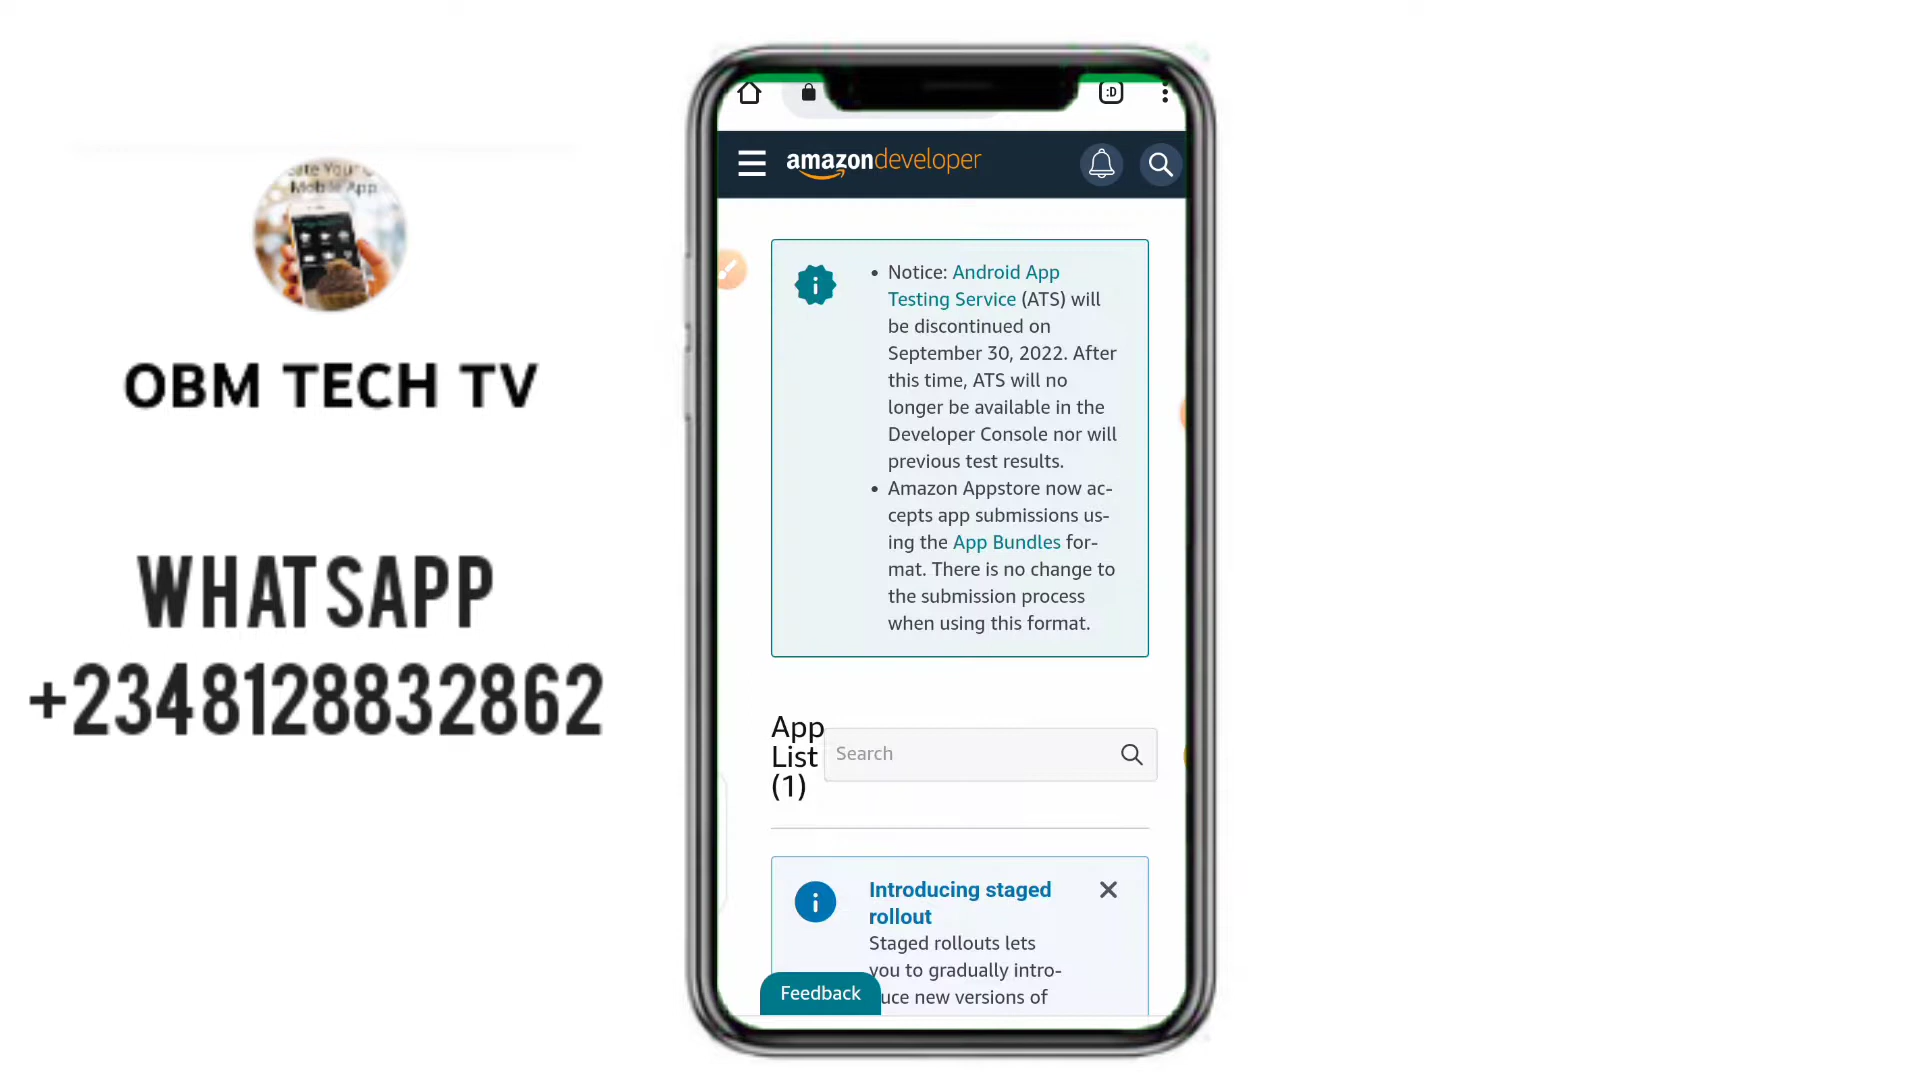 ate Your
Mobile App
OBM TECH TV
WHATSAPP
+2348128832862
:D
amazondeveloper
• Notice: Android App
Testing Service (ATS) will
be discontinued on
September 30, 2022. After
this time, ATS will no
longer be available in the
Developer Console nor will
previous test results.
• Amazon Appstore now ac-
cepts app submissions us-
ing the App Bundles for-
mat. There is no change to
the submission process
when using this format.
App
List
(1)
Search
Introducing staged
rollout
Staged rollouts lets
you to gradually intro-
uce new versions of
Feedback